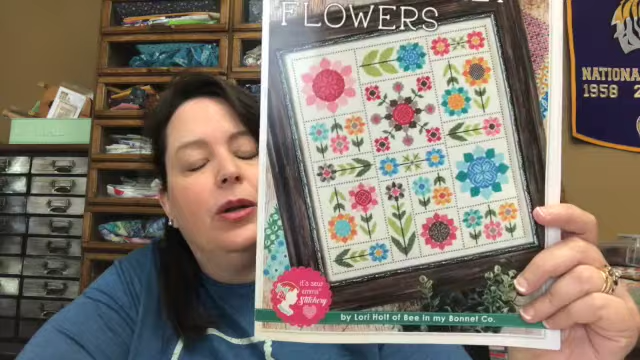 FLOWERS
NATIONA
1958 2
it's sew
emma
Stitchery
by Lori Holt of Bee in my Bonnet Co.